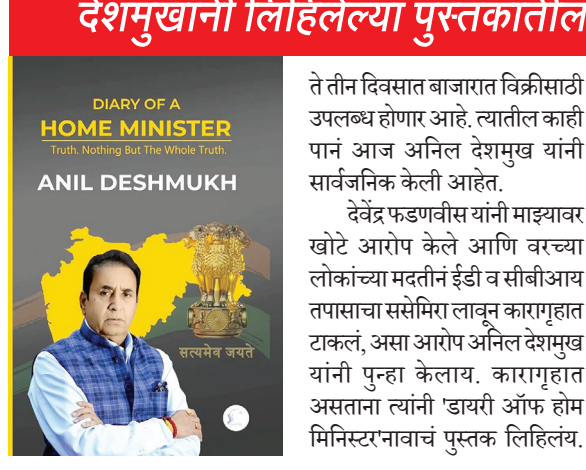 देशमुखांनी लिहिलेल्या पुस्तकातील
DIARY OF A
HOME MINISTER
Truth. Nothing But The Whole Truth.
ANIL DESHMUKH
सत्यमेव जयते
ते तीन दिवसात बाजारात विक्रीसाठी
उपलब्ध होणार आहे. त्यातील काही
पानं आज अनिल देशमुख यांनी
सार्वजनिक केली आहेत.
देवेंद्र फडणवीस यांनी माझ्यावर
खोटे आरोप केले आणि वरच्या
लोकांच्या मदतीनं ईडी व सीबीआय
तपासाचा ससेमिरा लावून कारागृहात
टाकलं, असा आरोप अनिल देशमुख
यांनी पुन्हा केलाय. कारागृहात
असताना त्यांनी 'डायरी ऑफ होम
मिनिस्टर'नावाचं पुस्तक लिहिलंय.